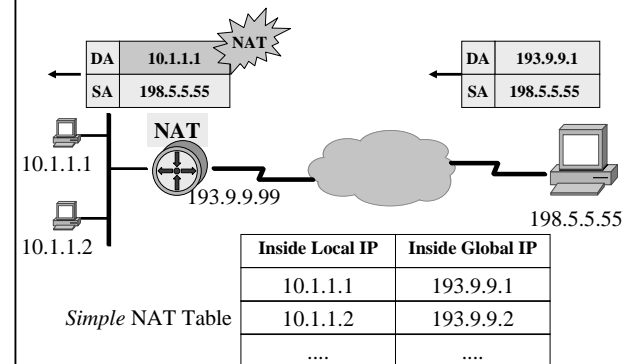 NAT
DA 10.1.1.1
SA 198.5.5.55
DA 193.9.9.1
SA 198.5.5.55
NAT
10.1.1.1
193.9.9.99
198.5.5.55
10.1.1.2
Inside Local IP Inside Global IP
10.1.1.1 193.9.9.1
Simple NAT Table
10.1.1.2 193.9.9.2
.... ....